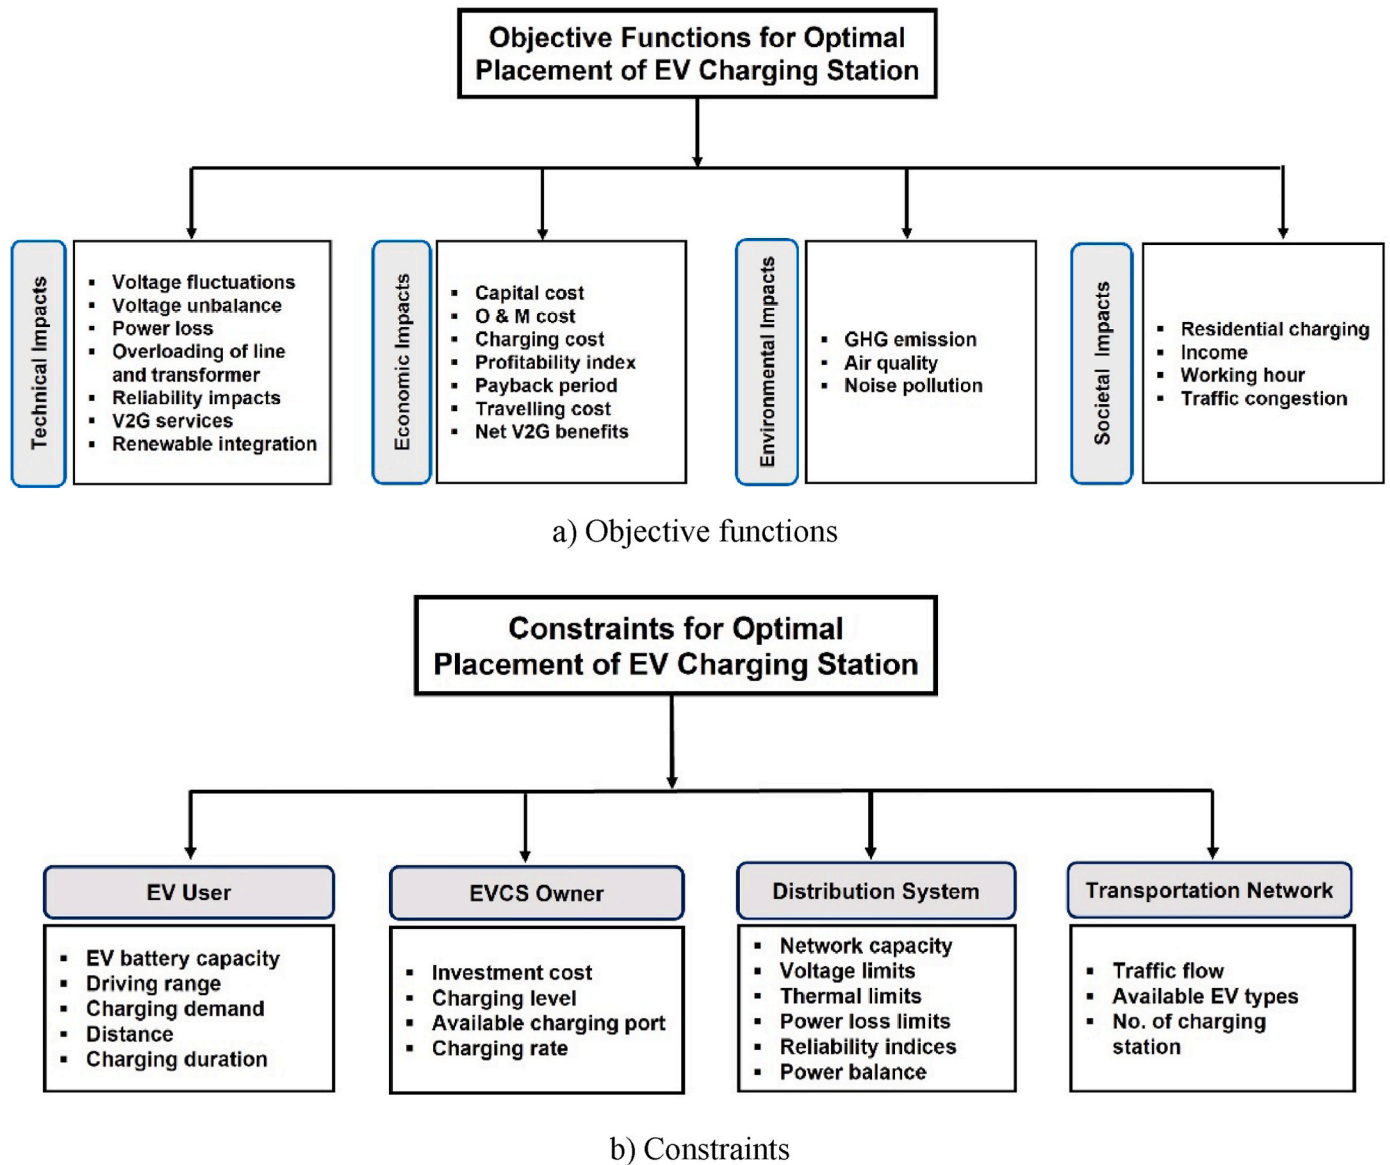 Objective Functions for Optimal
Placement of EV Charging Station
Technical Impacts
▪ Voltage fluctuations
▪ Voltage unbalance
▪ Power loss
▪ Overloading of line
and transformer
▪ Reliability impacts
▪ V2G services
▪ Renewable integration
Economic Impacts
▪ Capital cost
▪ O & M cost
▪ Charging cost
▪ Profitability index
▪ Payback period
▪ Travelling cost
▪ Net V2G benefits
Environmental Impacts
▪ GHG emission
▪ Air quality
▪ Noise pollution
Societal Impacts
▪ Residential charging
▪ Income
▪ Working hour
▪ Traffic congestion
a) Objective functions
Constraints for Optimal
Placement of EV Charging Station
EV User
▪ EV battery capacity
▪ Driving range
▪ Charging demand
▪ Distance
▪ Charging duration
EVCS Owner
▪ Investment cost
▪ Charging level
▪ Available charging port
▪ Charging rate
Distribution System
▪ Network capacity
▪ Voltage limits
▪ Thermal limits
▪ Power loss limits
▪ Reliability indices
▪ Power balance
Transportation Network
▪ Traffic flow
▪ Available EV types
▪ No. of charging
station
b) Constraints